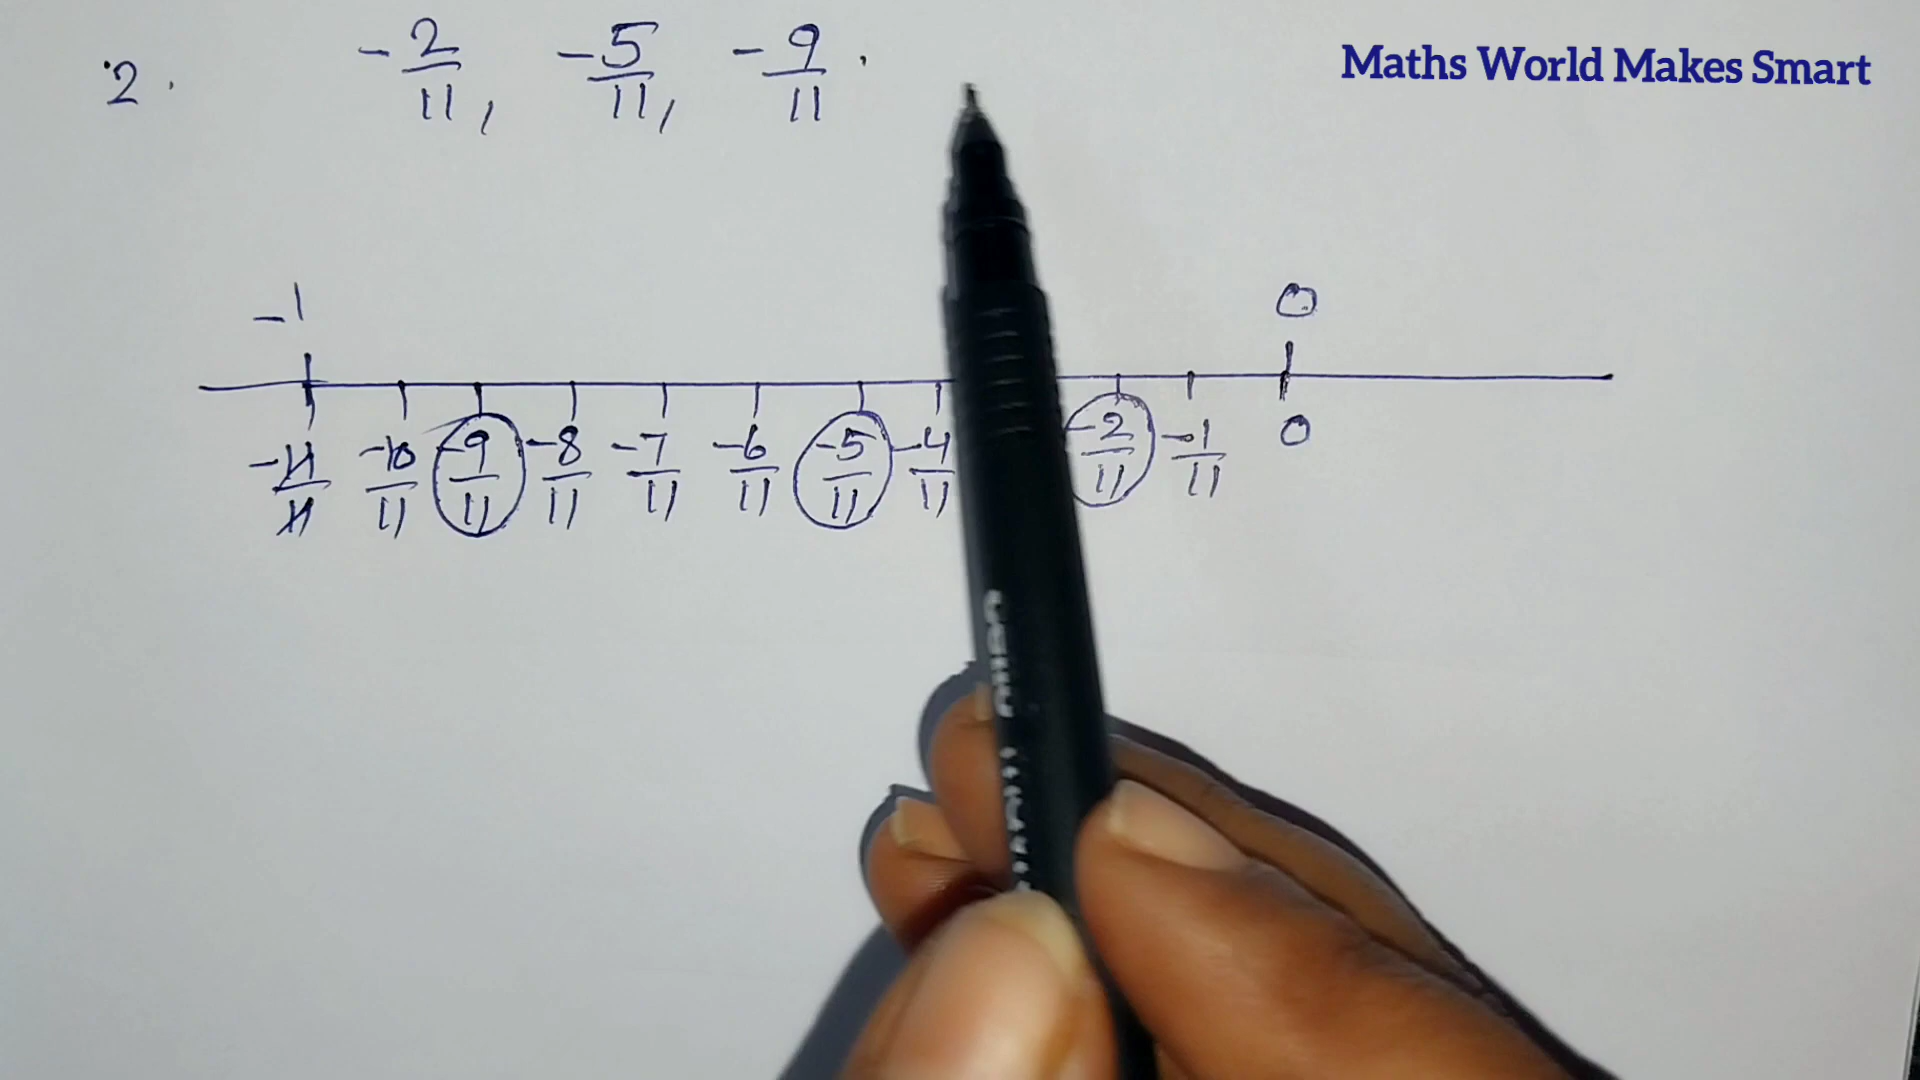 Maths World Makes Smart
2. -2/11, -5/11, -9/11.
-1 0
-11/11 -10/11 -9/11 -8/11 -7/11 -6/11 -5/11 -4/11 -2/11 -1/11 0